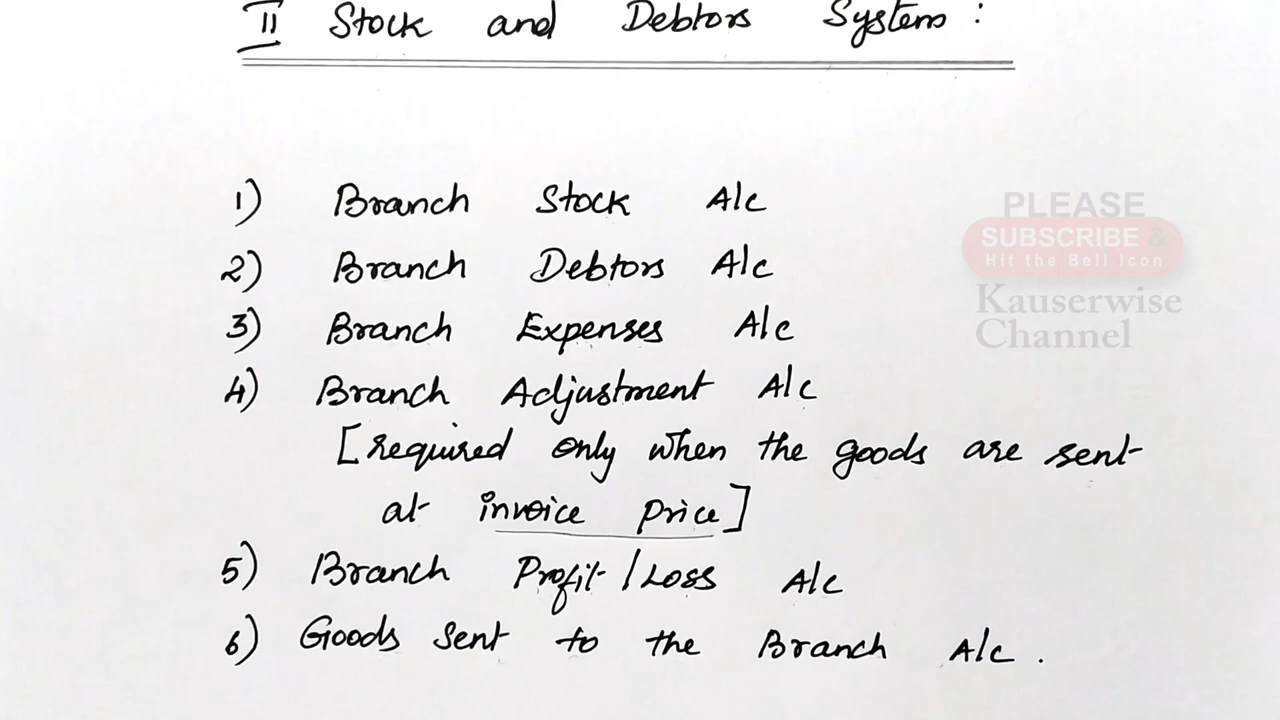 II Stock and Debtors System :
1) Branch Stock A/c
2) Branch Debtors A/c
3) Branch Expenses A/c
4) Branch Adjustment A/c
[required only when the goods are sent
at invoice price]
5) Branch Profit/Loss A/c
6) Goods sent to the Branch A/c.
PLEASE
SUBSCRIBE &
Hit the Bell Icon
Kauserwise
Channel